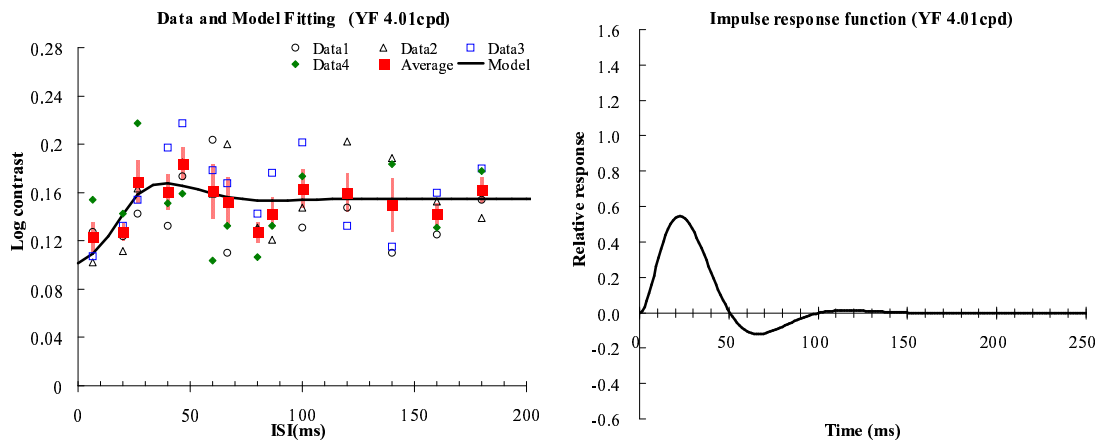 Data and Model Fitting (YF 4.01cpd)
Data1 Data2 Data3
Data4 Average Model
Log contrast
0.28
0.24
0.2
0.16
0.12
0.08
0.04
0
0 50 100 150 200
ISI(ms)
Impulse response function (YF 4.01cpd)
Relative response
1.6
1.4
1.2
1.0
0.8
0.6
0.4
0.2
0.0
-0.2
-0.4
-0.6
0 50 100 150 200 250
Time (ms)